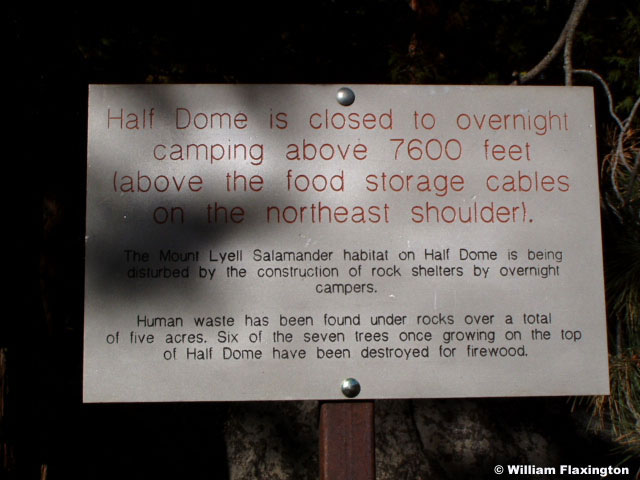 Half Dome is closed to overnight
camping above 7600 feet
(above the food storage cables
on the northeast shoulder).
The Mount Lyell Salamander habitat on Half Dome is being
disturbed by the construction of rock shelters by overnight
campers.
Human waste has been found under rocks over a total
of five acres. Six of the seven trees once growing on the top
of Half Dome have been destroyed for firewood.
© William Flaxington